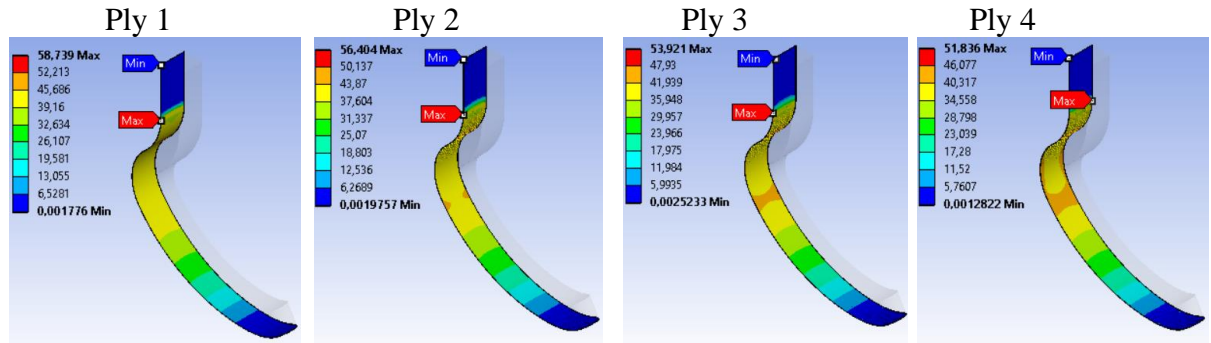 Ply 1
58,739 Max
52,213
45,686
39,16
32,634
26,107
19,581
13,055
6,5281
0,001776 Min
Min
Max
Ply 2
56,404 Max
50,137
43,87
37,604
31,337
25,07
18,803
12,536
6,2689
0,0019757 Min
Min
Max
Ply 3
53,921 Max
47,93
41,939
35,948
29,957
23,966
17,975
11,984
5,9935
0,0025233 Min
Min
Max
Ply 4
51,836 Max
46,077
40,317
34,558
28,798
23,039
17,28
11,52
5,7607
0,0012822 Min
Min
Max